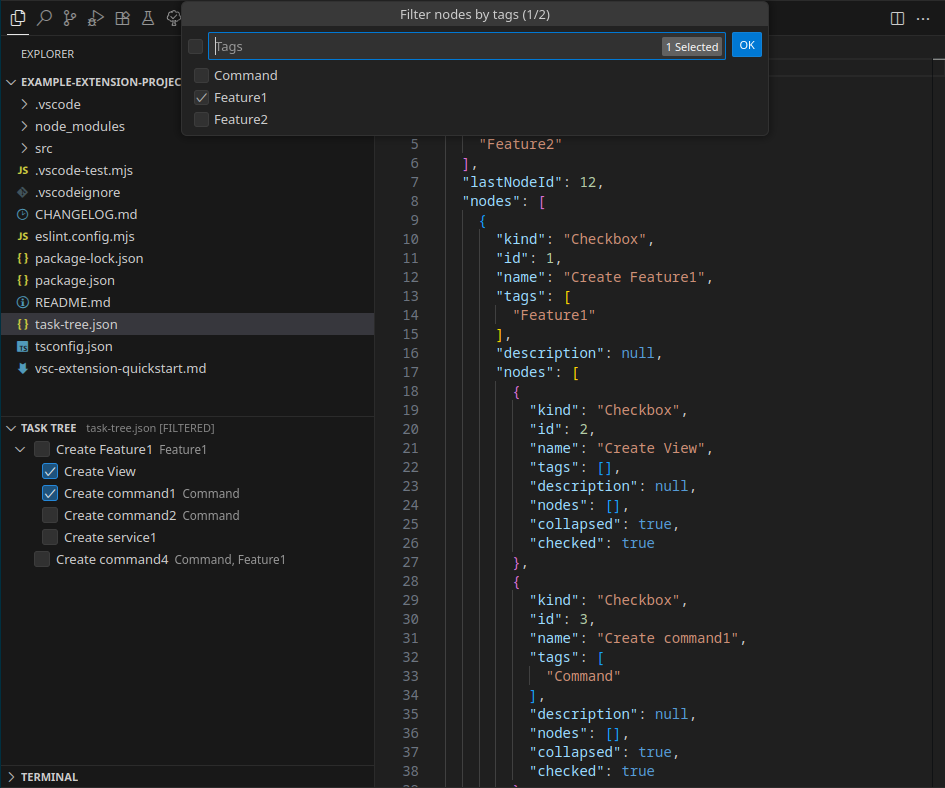 Filter nodes by tags (1/2)
Tags
1 Selected
OK
Command
Feature1
Feature2
EXPLORER
EXAMPLE-EXTENSION-PROJEC
.vscode
node_modules
src
JS .vscode-test.mjs
.vscodeignore
CHANGELOG.md
JS eslint.config.mjs
{} package-lock.json
{} package.json
README.md
{} task-tree.json
TS tsconfig.json
vsc-extension-quickstart.md
TASK TREE task-tree.json [FILTERED]
Create Feature1 Feature1
Create View
Create command1 Command
Create command2 Command
Create service1
Create command4 Command, Feature1
TERMINAL
5 "Feature2"
6 ],
7 "lastNodeId": 12,
8 "nodes": [
9 {
10 "kind": "Checkbox",
11 "id": 1,
12 "name": "Create Feature1",
13 "tags": [
14 "Feature1"
15 ],
16 "description": null,
17 "nodes": [
18 {
19 "kind": "Checkbox",
20 "id": 2,
21 "name": "Create View",
22 "tags": [],
23 "description": null,
24 "nodes": [],
25 "collapsed": true,
26 "checked": true
27 },
28 {
29 "kind": "Checkbox",
30 "id": 3,
31 "name": "Create command1",
32 "tags": [
33 "Command"
34 ],
35 "description": null,
36 "nodes": [],
37 "collapsed": true,
38 "checked": true